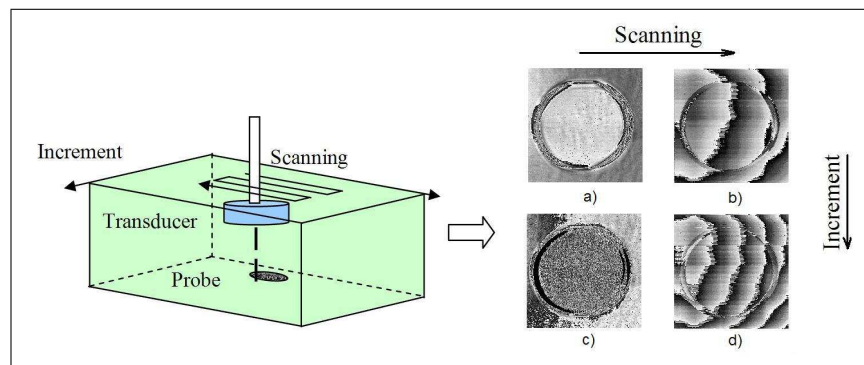 Scanning
Increment
Scanning
Transducer
Probe
a)
b)
Increment
c)
d)